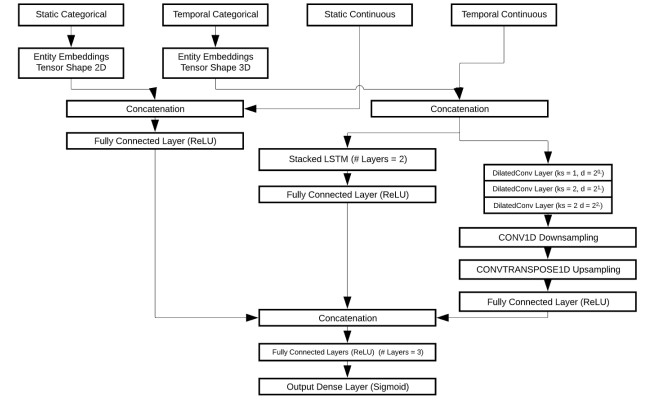 Static Categorical
Temporal Categorical
Static Continuous
Temporal Continuous
Entity Embeddings
Tensor Shape 2D
Entity Embeddings
Tensor Shape 3D
Concatenation
Concatenation
Fully Connected Layer (ReLU)
Stacked LSTM (# Layers = 2)
Fully Connected Layer (ReLU)
DilatedConv Layer (ks = 1, d = 2⁰·)
DilatedConv Layer (ks = 2, d = 2¹·)
DilatedConv Layer (ks = 2 d = 2²·)
CONV1D Downsampling
CONVTRANSPOSE1D Upsampling
Fully Connected Layer (ReLU)
Concatenation
Fully Connected Layers (ReLU) (# Layers = 3)
Output Dense Layer (Sigmoid)